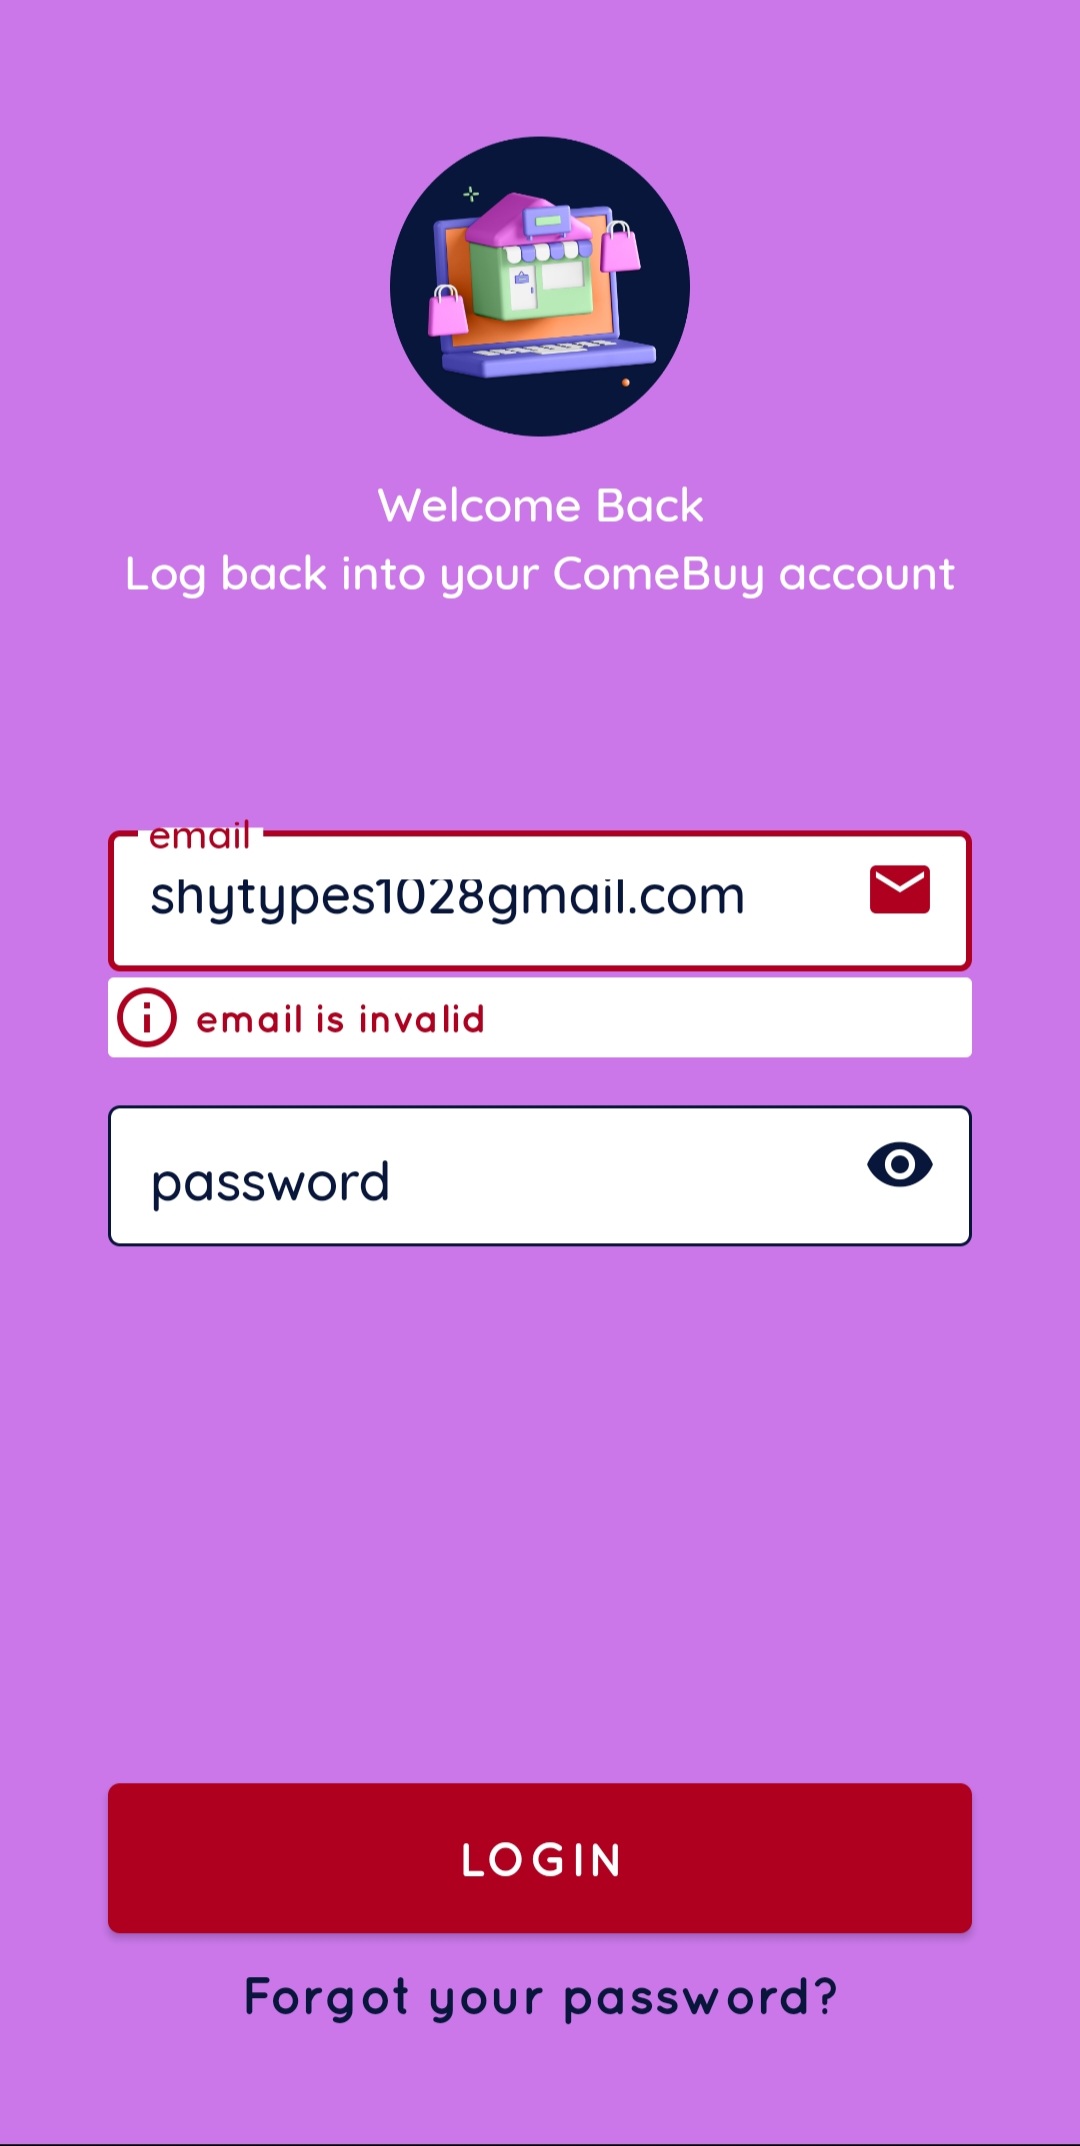 Welcome Back
Log back into your ComeBuy account
email
shytypes1028gmail.com
email is invalid
password
LOGIN
Forgot your password?